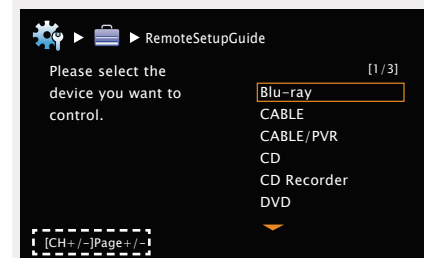 RemoteSetupGuide
Please select the
device you want to
control.
[1/3]
Blu-ray
CABLE
CABLE/PVR
CD
CD Recorder
DVD
[CH+/-]Page+/-